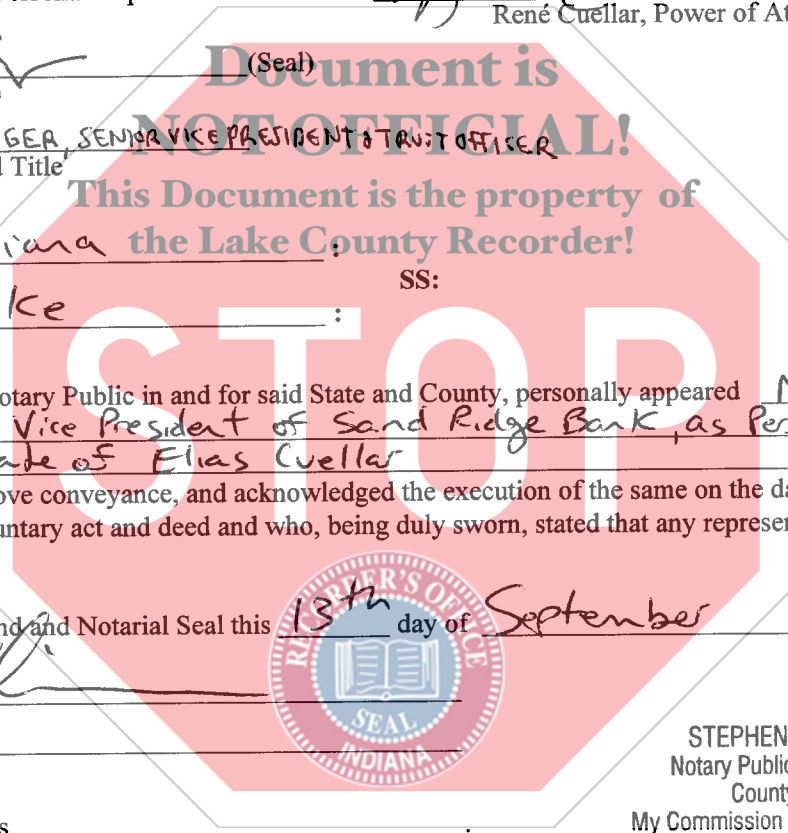 René Cuellar, Power of At
(Seal)
Document is
GER, SENIOR VICE PRESIDENT & TRUST OFFICER
NOT OFFICIAL!
d Title
This Document is the property of
iana
the Lake County Recorder!
:
SS:
ke
:
STOP
otary Public in and for said State and County, personally appeared
Vice President of Sand Ridge Bank, as Per
ate of Elias Cuellar
ove conveyance, and acknowledged the execution of the same on the da
untary act and deed and who, being duly sworn, stated that any represen
nd and Notarial Seal this 13th day of September
RECORDER'S OFFICE
SEAL
INDIANA
STEPHEN
Notary Public
County
My Commission